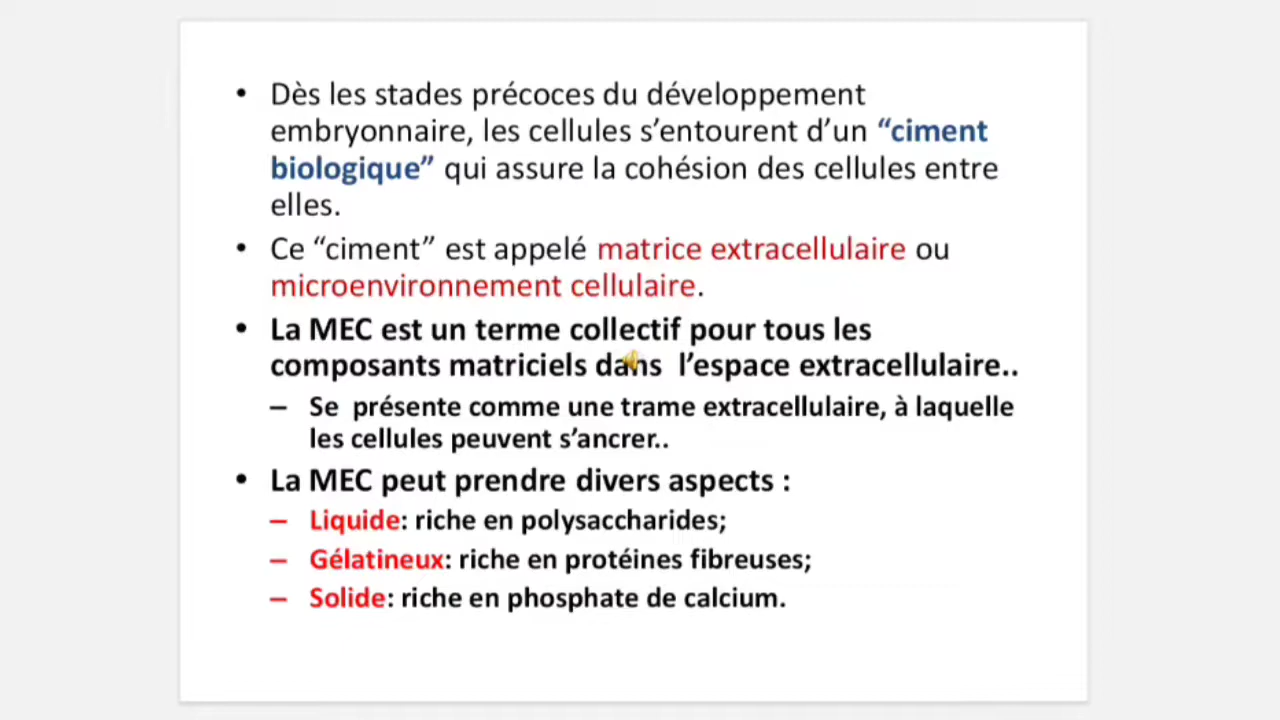 • Dès les stades précoces du développement
embryonnaire, les cellules s’entourent d’un “ciment
biologique” qui assure la cohésion des cellules entre
elles.
• Ce “ciment” est appelé matrice extracellulaire ou
microenvironnement cellulaire.
• La MEC est un terme collectif pour tous les
composants matriciels dans l’espace extracellulaire..
– Se présente comme une trame extracellulaire, à laquelle
les cellules peuvent s’ancrer..
• La MEC peut prendre divers aspects :
– Liquide: riche en polysaccharides;
– Gélatineux: riche en protéines fibreuses;
– Solide: riche en phosphate de calcium.